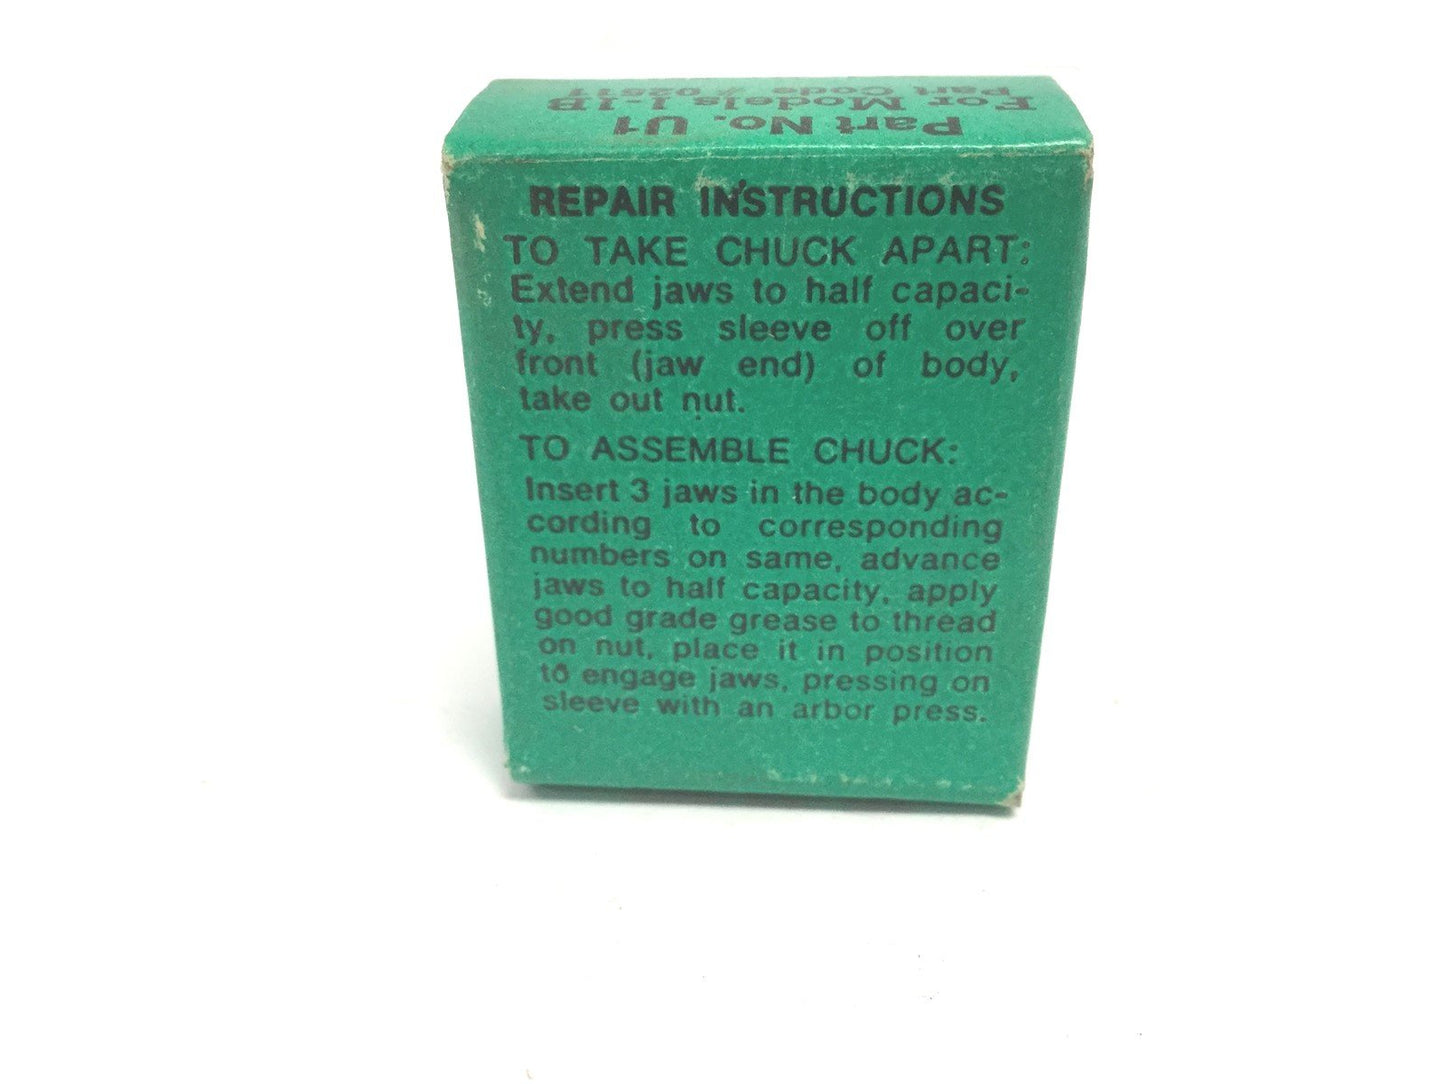 Part No. U1
For Models 1-1B
Part Code 702511
REPAIR INSTRUCTIONS
TO TAKE CHUCK APART:
Extend jaws to half capaci-
ty, press sleeve off over
front (jaw end) of body,
take out nut.
TO ASSEMBLE CHUCK:
Insert 3 jaws in the body ac-
cording to corresponding
numbers on same, advance
jaws to half capacity, apply
good grade grease to thread
on nut, place it in position
to engage jaws, pressing on
sleeve with an arbor press.